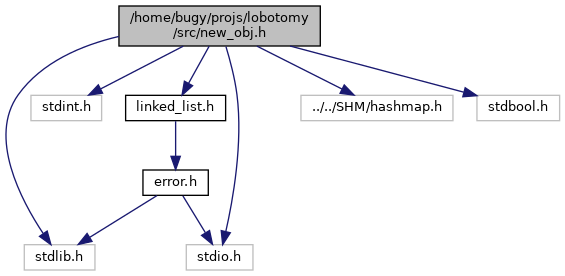 /home/bugy/projs/lobotomy
/src/new_obj.h
stdint.h
linked_list.h
../../SHM/hashmap.h
stdbool.h
error.h
stdlib.h
stdio.h